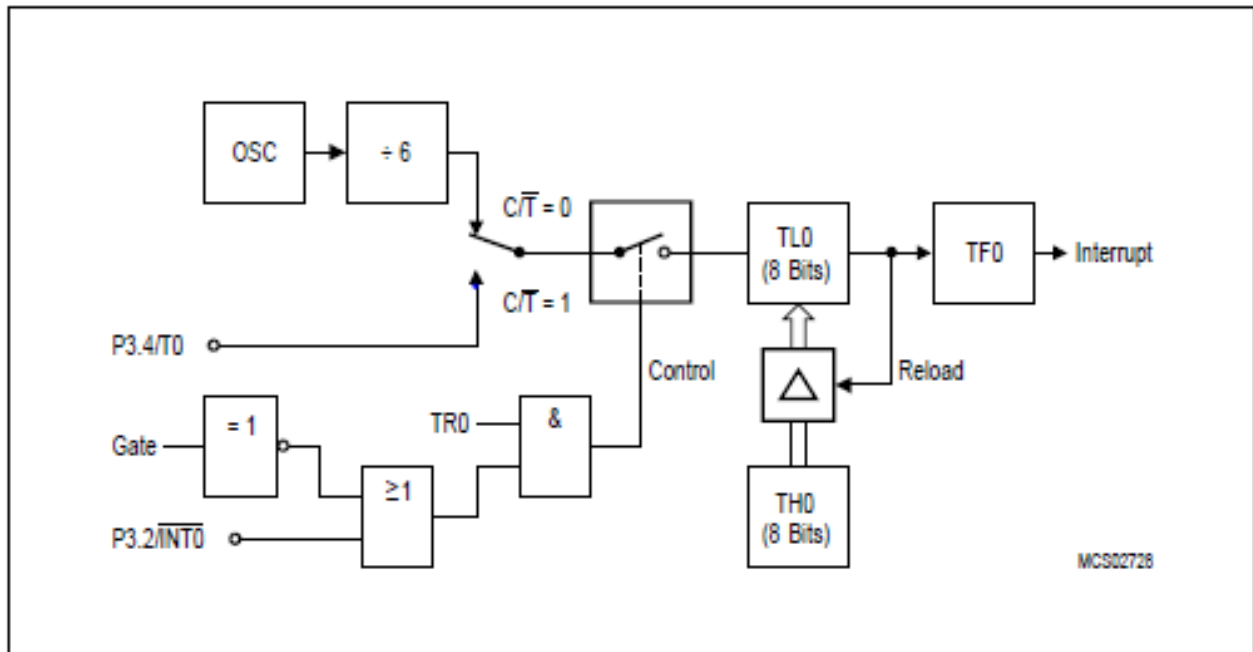 OSC
÷ 6
C/T̅ = 0
TL0
(8 Bits)
TF0
Interrupt
C/T̅ = 1
P3.4/T0
Control
Reload
TR0
&
= 1
Gate
≥1
TH0
(8 Bits)
P3.2/I̅N̅T̅0̅
MCS02728